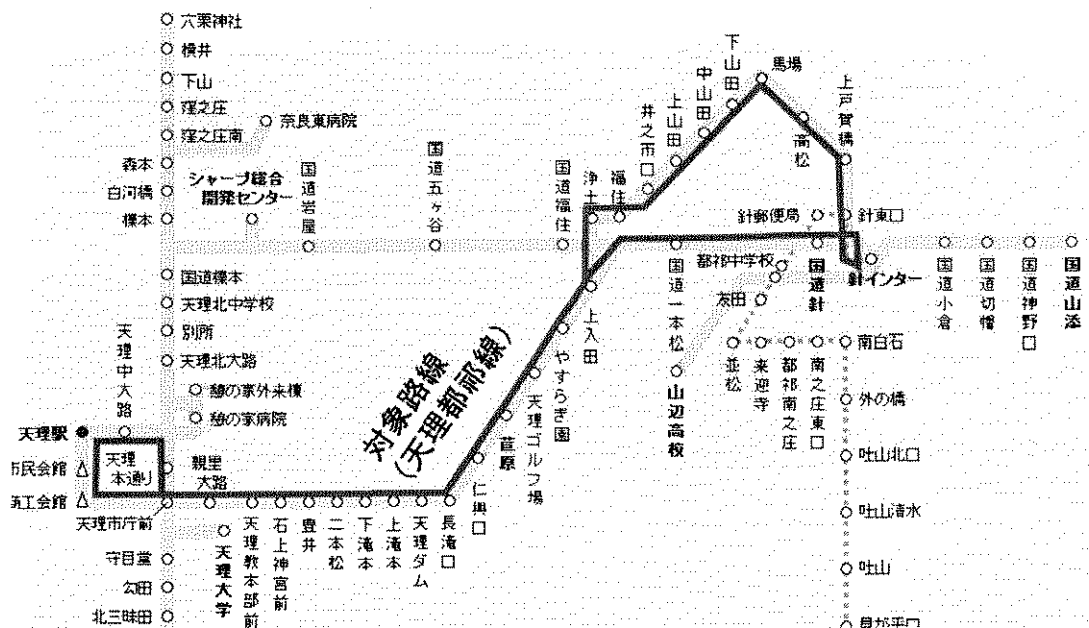 穴栗神社
横井
下山
窪之庄
窪之庄南
奈良東病院
森本
白河橋
櫟本
シャープ総合
開発センター
国道岩屋
国道五ヶ谷
国道福住
浄土
福住
井之市口
上山田
中山田
下山田
馬場
高松
上戸賀橋
針郵便局
針東口
都祁中学校
国道針
針インター
国道小倉
国道切幡
国道神野口
国道山添
国道櫟本
天理北中学校
別所
天理北大路
天理中大路
憩の家外来棟
憩の家病院
天理駅
市民会館
商工会館
天理
本通り
親里
大路
天理市庁前
対象路線
(天理都祁線)
上入田
やすらぎ園
天理ゴルフ場
菅原
仁興口
長滝口
天理ダム
上滝本
下滝本
二本松
豊井
石上神宮前
天理教本部前
天理大学
国道一本松
友田
山辺高校
並松
来迎寺
都祁南之庄
南之庄東口
南白石
外の橋
吐山北口
吐山清水
吐山
守目堂
勾田
北三昧田